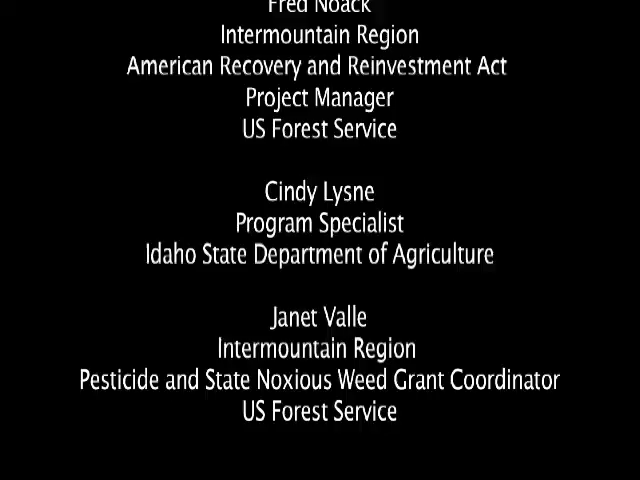 Fred Noack
Intermountain Region
American Recovery and Reinvestment Act
Project Manager
US Forest Service
Cindy Lysne
Program Specialist
Idaho State Department of Agriculture
Janet Valle
Intermountain Region
Pesticide and State Noxious Weed Grant Coordinator
US Forest Service